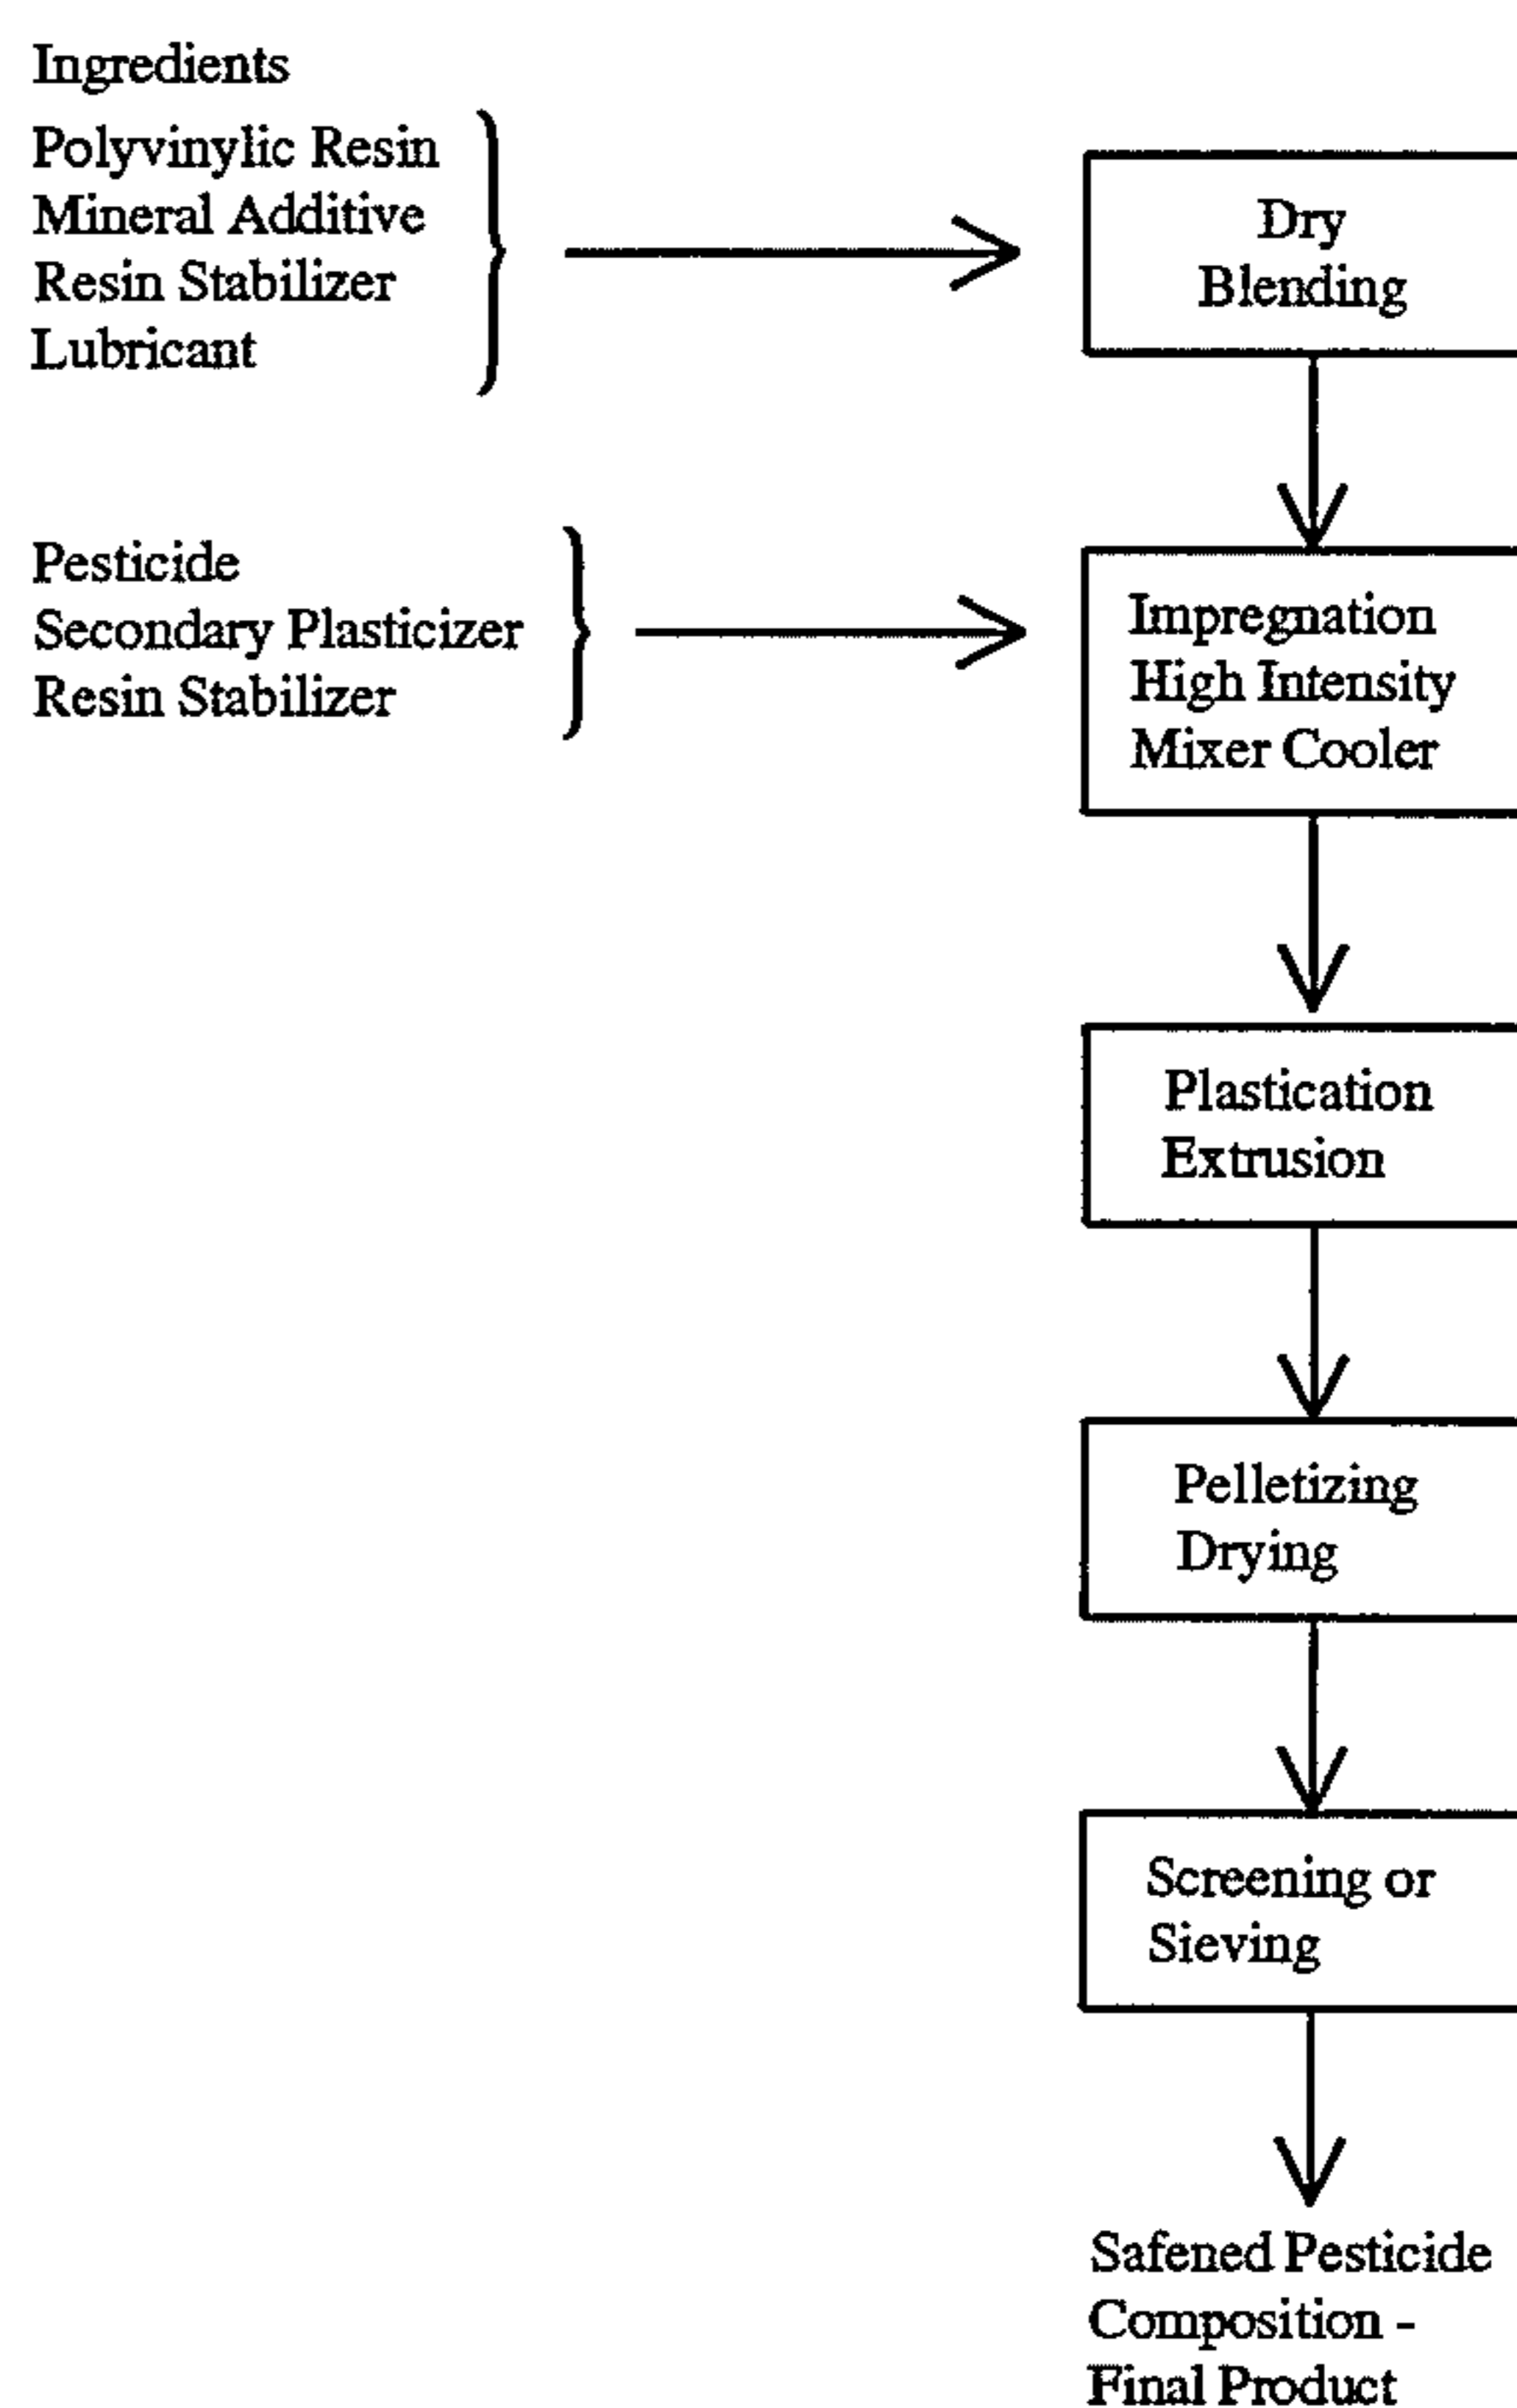 Ingredients
Polyvinylic Resin
Mineral Additive
Resin Stabilizer
Lubricant
Dry
Blending
Pesticide
Secondary Plasticizer
Resin Stabilizer
Impregnation
High Intensity
Mixer Cooler
Plastication
Extrusion
Pelletizing
Drying
Screening or
Sieving
Safened Pesticide
Composition -
Final Product